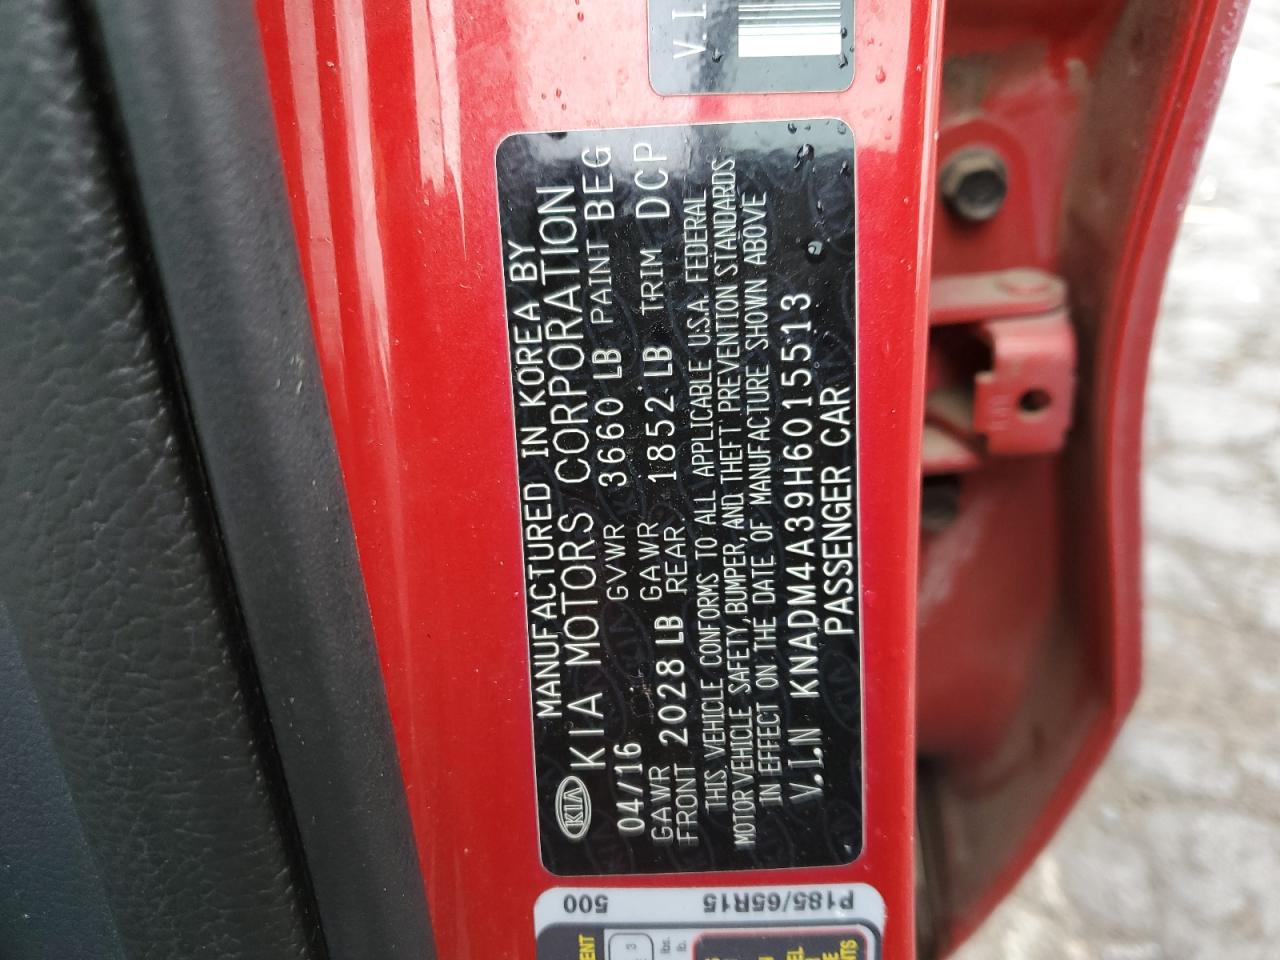 V.I
MANUFACTURED IN KOREA BY
KIA KIA MOTORS CORPORATION
04/16 GVWR 3660 LB PAINT BEG
GAWR FRONT 2028 LB GAWR REAR 1852 LB TRIM DCP
THIS VEHICLE CONFORMS TO ALL APPLICABLE U.S.A. FEDERAL
MOTOR VEHICLE SAFETY, BUMPER, AND THEFT PREVENTION STANDARDS
IN EFFECT ON THE DATE OF MANUFACTURE SHOWN ABOVE
V.I.N KNADM4A39H6015513
PASSENGER CAR
P185/65R15
500